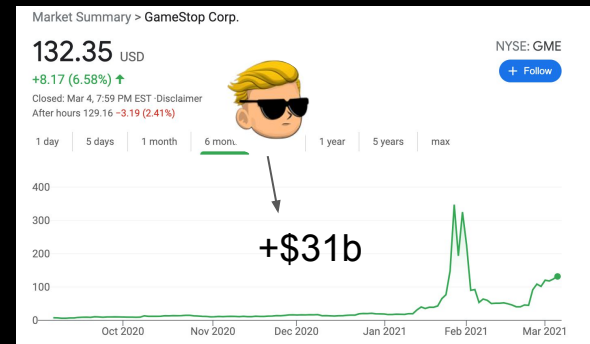 Market Summary > GameStop Corp.
132.35 USD
NYSE: GME
+8.17 (6.58%) ↑
+ Follow
Closed: Mar 4, 7:59 PM EST ·Disclaimer
After hours 129.16 −3.19 (2.41%)
1 day 5 days 1 month 6 mon 1 year 5 years max
400
300
+$31b
200
100
0
Oct 2020 Nov 2020 Dec 2020 Jan 2021 Feb 2021 Mar 2021